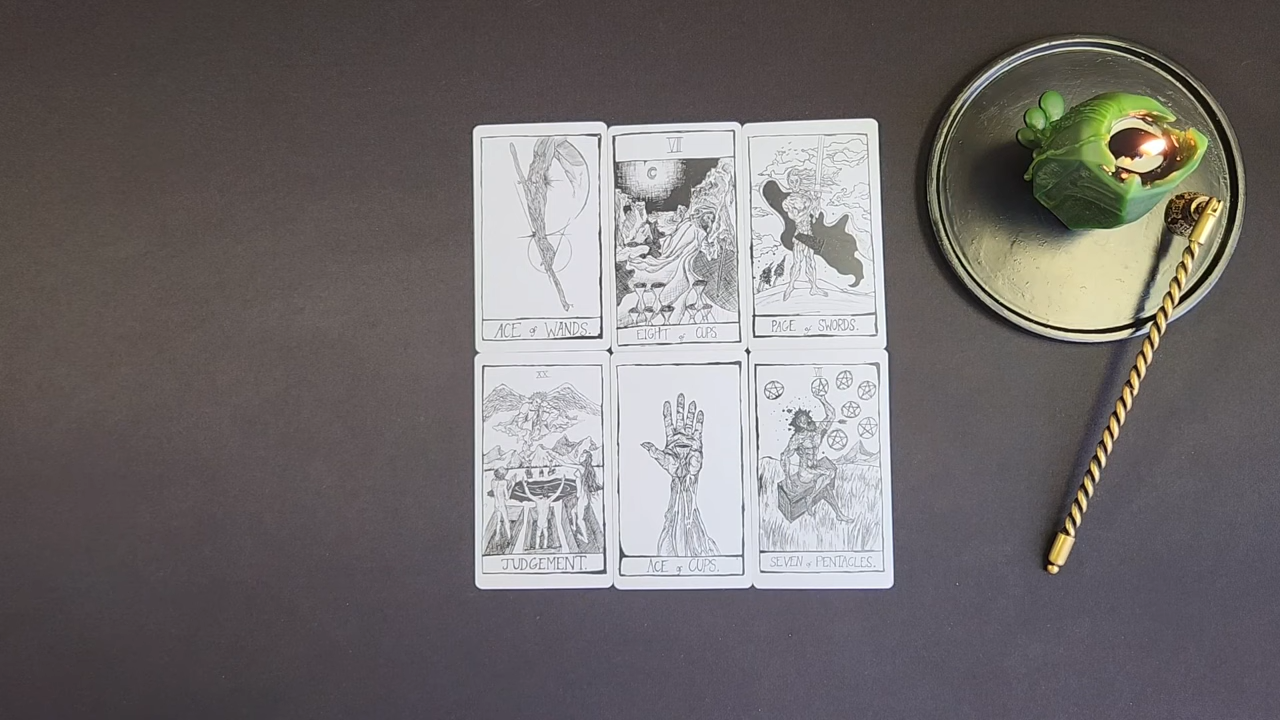 ACE of WANDS.
VII
EIGHT of CUPS
PAGE of SWORDS.
XX
JUDGEMENT.
ACE of CUPS.
VII
SEVEN of PENTACLES.